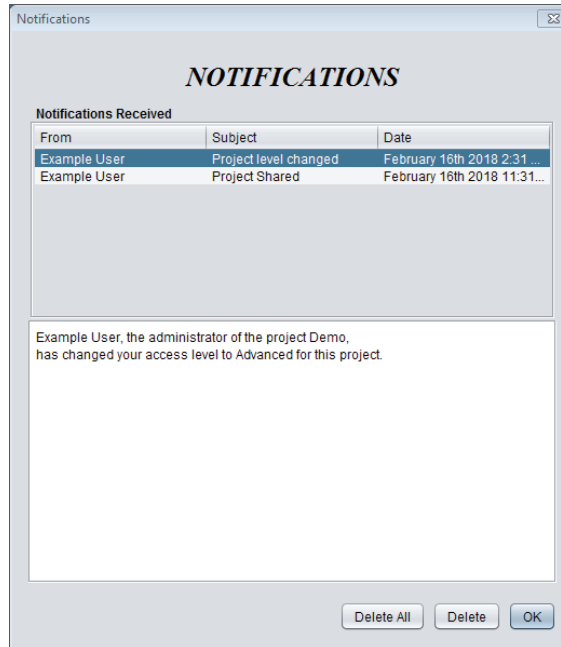 Notifications
NOTIFICATIONS
Notifications Received
From Subject Date
Example User Project level changed February 16th 2018 2:31 ...
Example User Project Shared February 16th 2018 11:31...
Example User, the administrator of the project Demo,
has changed your access level to Advanced for this project.
Delete All Delete OK